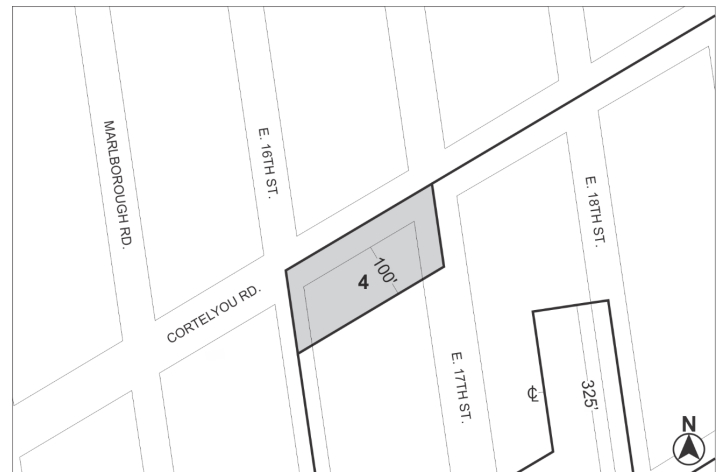 MARLBOROUGH RD.
E. 16TH ST.
E. 18TH ST.
100'
4
CORTELYOU RD.
E. 17TH ST.
℄
325'
N